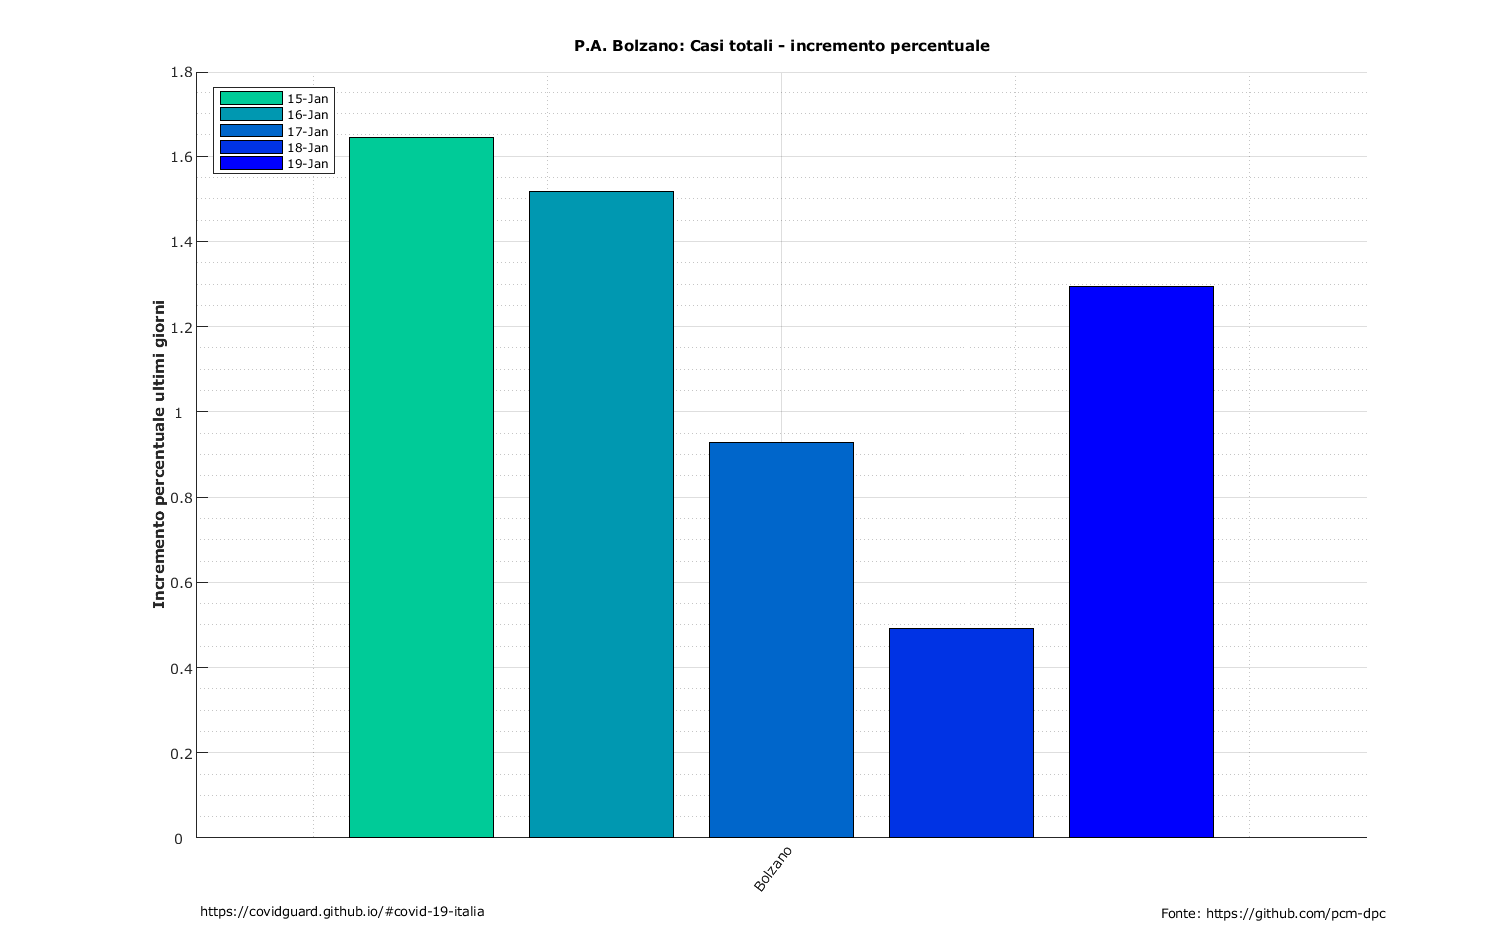 P.A. Bolzano: Casi totali - incremento percentuale
1.8
1.6
1.4
1.2
1
0.8
0.6
0.4
0.2
0
Incremento percentuale ultimi giorni
15-Jan
16-Jan
17-Jan
18-Jan
19-Jan
Bolzano
https://covidguard.github.io/#covid-19-italia
Fonte: https://github.com/pcm-dpc